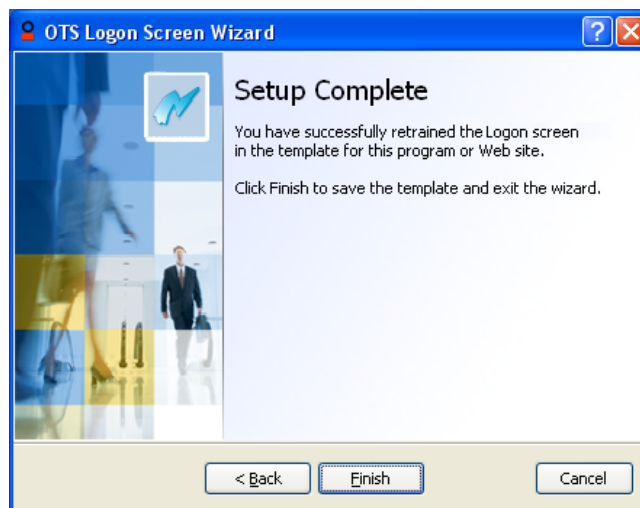 OTS Logon Screen Wizard
Setup Complete
You have successfully retrained the Logon screen
in the template for this program or Web site.
Click Finish to save the template and exit the wizard.
< Back
Finish
Cancel